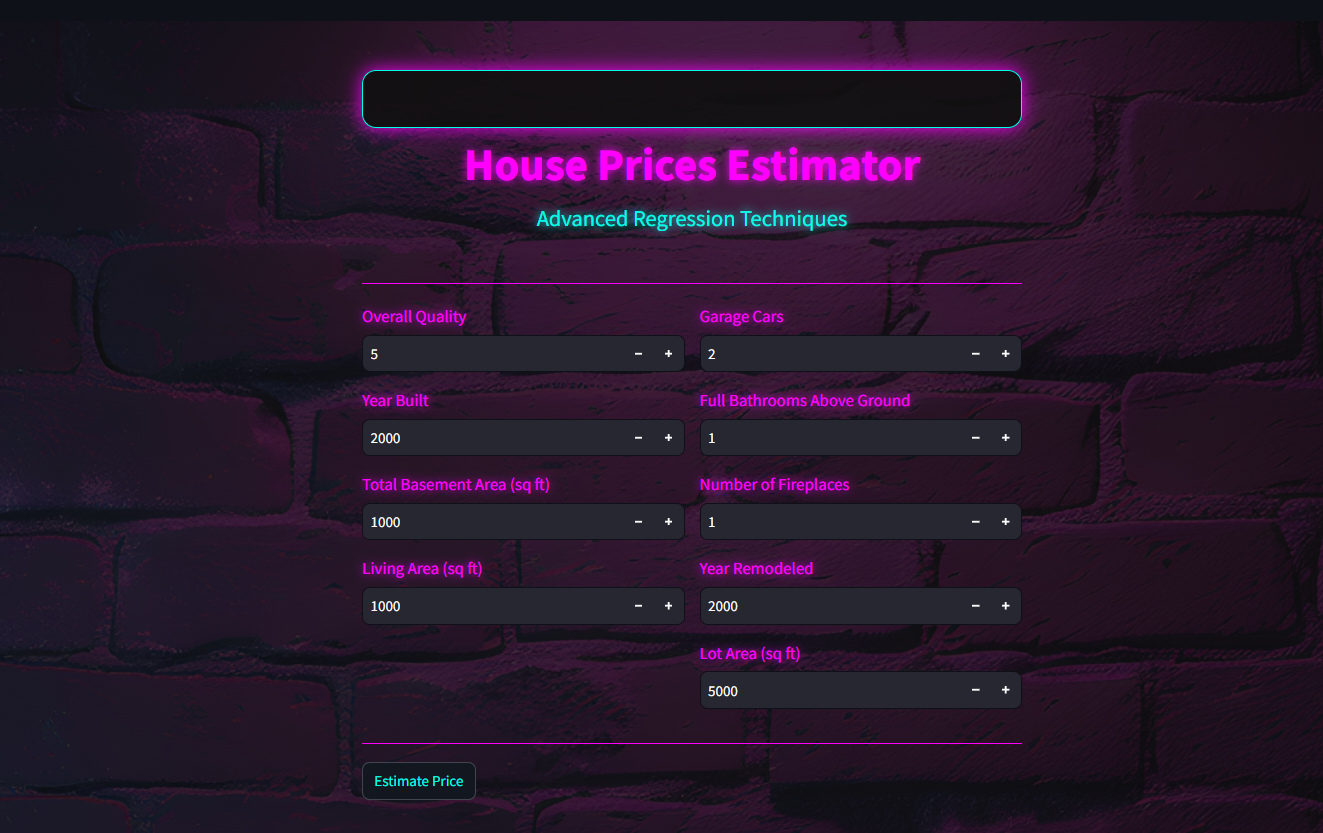 House Prices Estimator
Advanced Regression Techniques
Overall Quality
5
Year Built
2000
Total Basement Area (sq ft)
1000
Living Area (sq ft)
1000
Garage Cars
2
Full Bathrooms Above Ground
1
Number of Fireplaces
1
Year Remodeled
2000
Lot Area (sq ft)
5000
Estimate Price